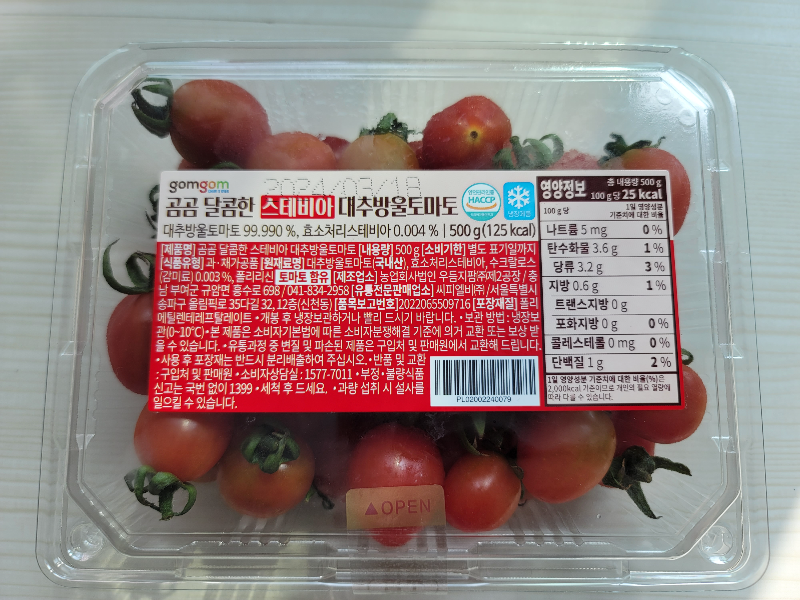 gomgom
2024/03/18
곰곰 달콤한 스테비아 대추방울토마토
안전관리인증
HACCP
냉장제품
대추방울토마토 99.990 %, 효소처리스테비아 0.004 % | 500 g(125 kcal)
[제품명] 곰곰 달콤한 스테비아 대추방울토마토 [내용량] 500 g [소비기한] 별도 표기일까지
[식품유형] 과·채가공품 [원재료명] 대추방울토마토(국내산), 효소처리스테비아, 수크랄로스
(감미료) 0.003 %, 폴리리신 토마토 함유 [제조업소] 농업회사법인 우듬지팜㈜제2공장 / 충
남 부여군 규암면 흥수로 698 / 041-834-2958 [유통전문판매업소] 씨피엘비㈜/서울특별시
송파구 올림픽로 35다길 32, 12층(신천동) [품목보고번호] 2022065509716 [포장재질] 폴리
에틸렌테레프탈레이트 • 개봉 후 냉장보관하거나 빨리 드시기 바랍니다. • 보관 방법 : 냉장보
관(0~10℃) • 본 제품은 소비자기본법에 따른 소비자분쟁해결 기준에 의거 교환 또는 보상 받
을 수 있습니다. • 유통과정 중 변질 및 파손된 제품은 구입처 및 판매원에서 교환해 드립니다.
• 사용 후 포장재는 반드시 분리배출하여 주십시오. • 반품 및 교환
: 구입처 및 판매원 • 소비자상담실 : 1577-7011 • 부정·불량식품
신고는 국번 없이 1399 • 세척 후 드세요. • 과량 섭취 시 설사를
일으킬 수 있습니다.
PL02002240079
영양정보
총 내용량 500 g
100 g 당 25 kcal
100 g 당
1일 영양성분
기준치에 대한 비율
나트륨 5 mg 0 %
탄수화물 3.6 g 1 %
당류 3.2 g 3 %
지방 0.6 g 1 %
트랜스지방 0 g
포화지방 0 g 0 %
콜레스테롤 0 mg 0 %
단백질 1 g 2 %
1일 영양성분 기준치에 대한 비율(%)은
2,000kcal 기준이므로 개인의 필요 열량에
따라 다를 수 있습니다.
▲OPEN